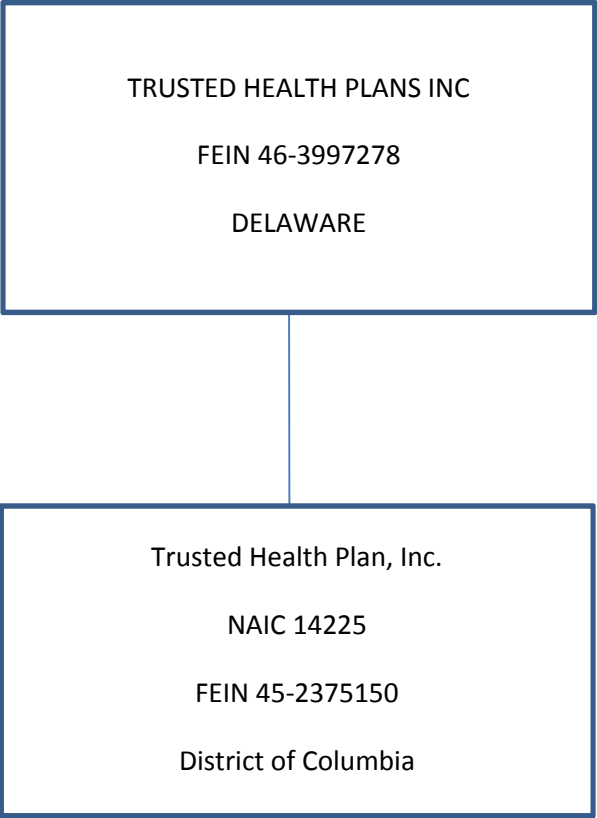 TRUSTED HEALTH PLANS INC
FEIN 46-3997278
DELAWARE
Trusted Health Plan, Inc.
NAIC 14225
FEIN 45-2375150
District of Columbia